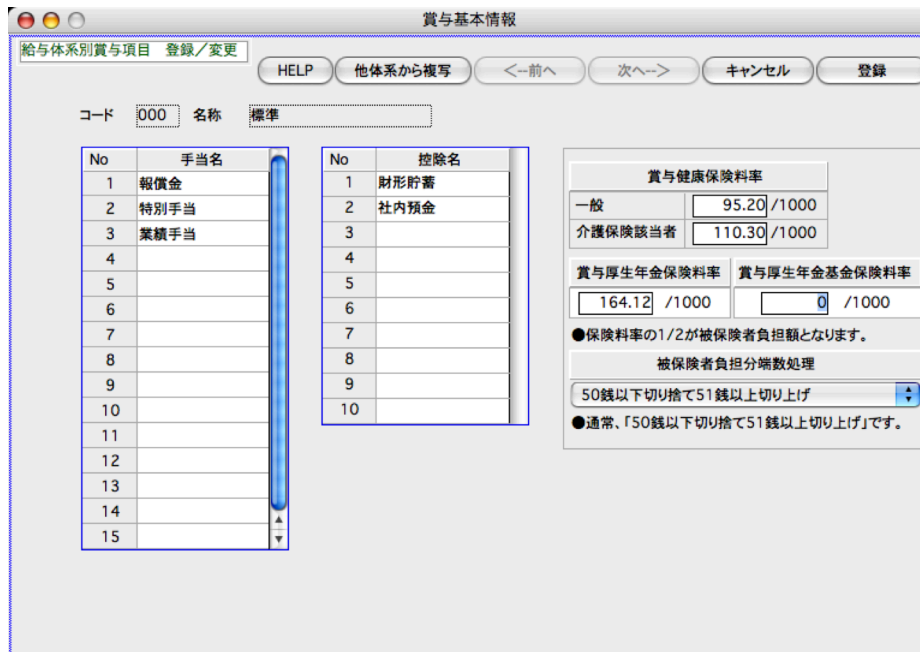 賞与基本情報
給与体系別賞与項目 登録／変更
HELP 他体系から複写 <--前へ 次へ--> キャンセル 登録
コード 000 名称 標準
No 手当名
1 報償金
2 特別手当
3 業績手当
4
5
6
7
8
9
10
11
12
13
14
15
No 控除名
1 財形貯蓄
2 社内預金
3
4
5
6
7
8
9
10
賞与健康保険料率
一般 95.20 /1000
介護保険該当者 110.30 /1000
賞与厚生年金保険料率 賞与厚生年金基金保険料率
164.12 /1000 0 /1000
●保険料率の1/2が被保険者負担額となります。
被保険者負担分端数処理
50銭以下切り捨て51銭以上切り上げ
●通常、「50銭以下切り捨て51銭以上切り上げ」です。